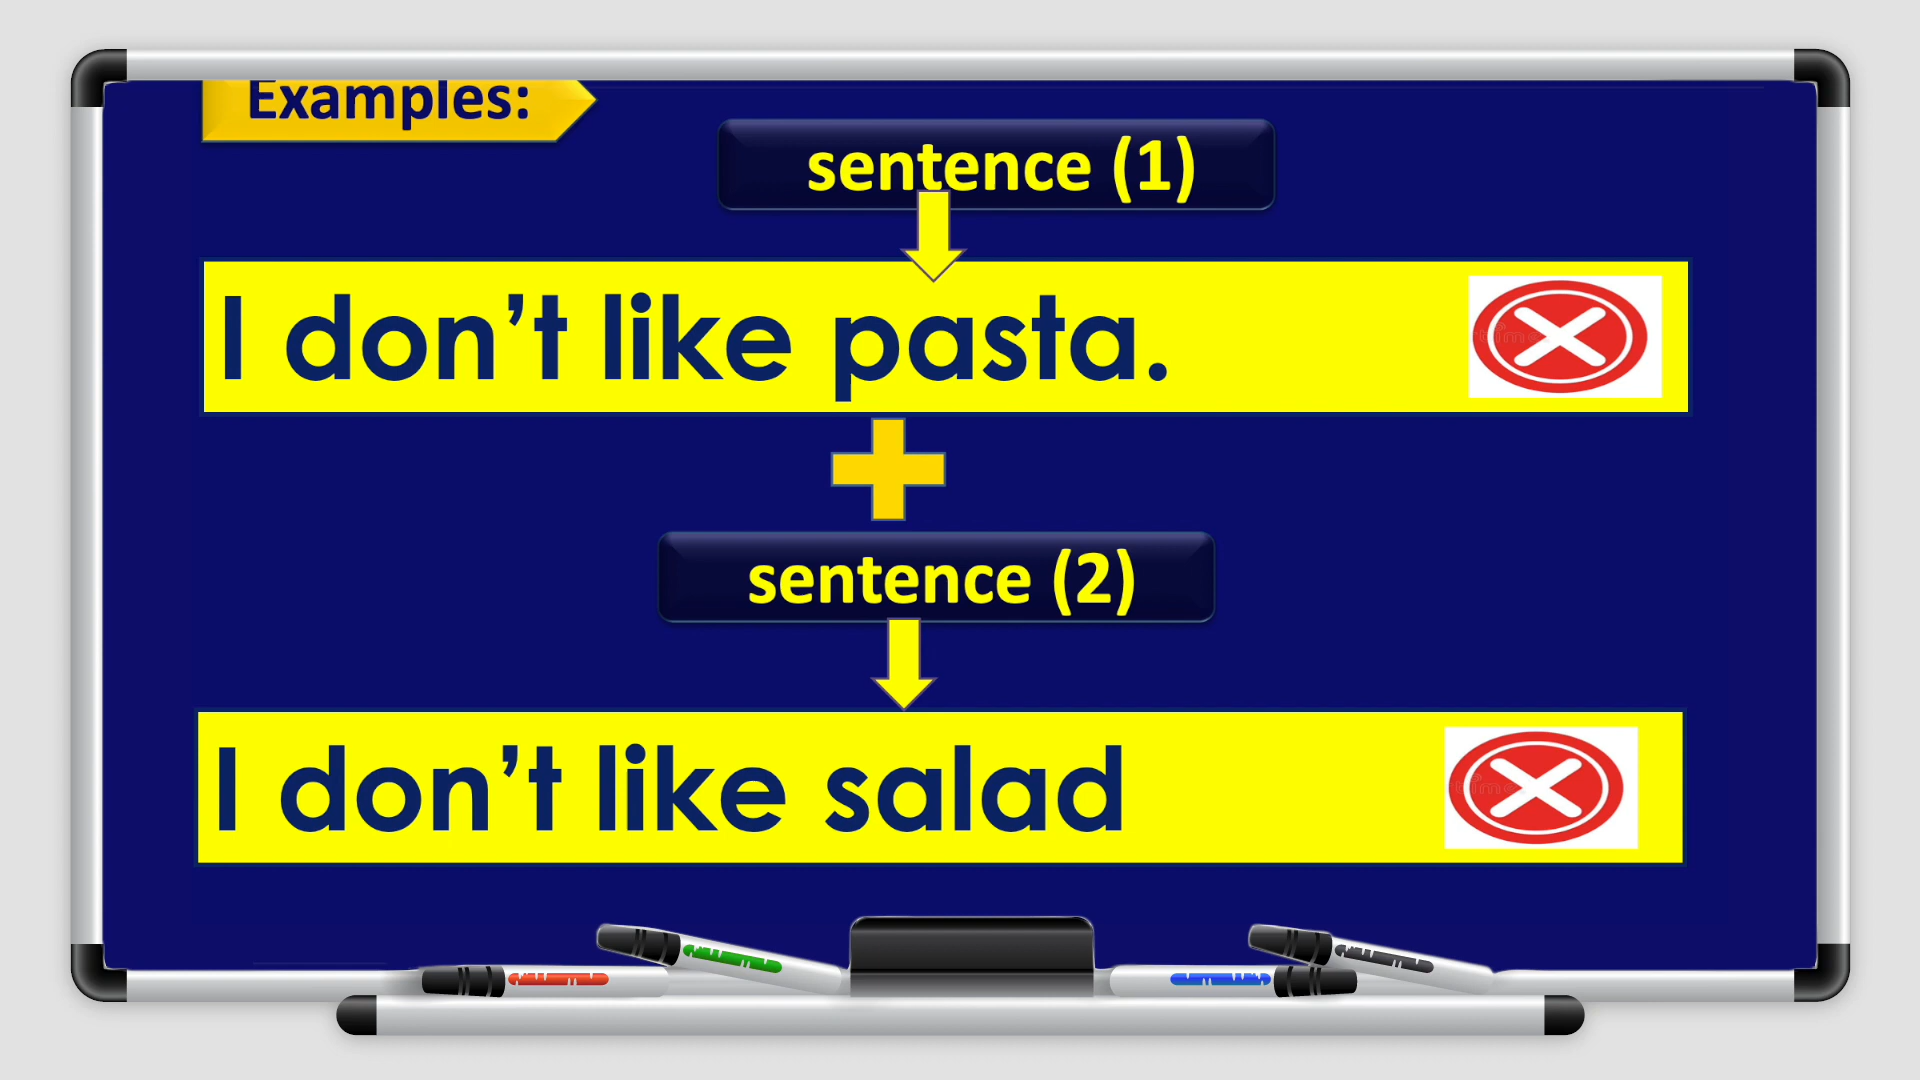 Examples:
sentence (1)
I don’t like pasta.
sentence (2)
I don’t like salad